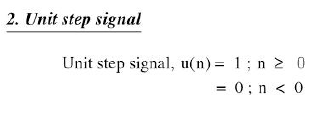 2. Unit step signal
Unit step signal, u(n) = 1 ; n ≥ 0
= 0 ; n < 0